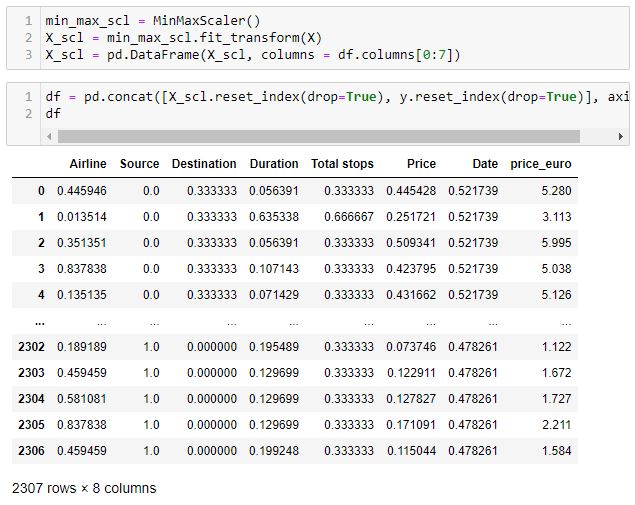 1 min_max_scl = MinMaxScaler()
2 X_scl = min_max_scl.fit_transform(X)
3 X_scl = pd.DataFrame(X_scl, columns = df.columns[0:7])
1 df = pd.concat([X_scl.reset_index(drop=True), y.reset_index(drop=True)], axi
2 df
Airline Source Destination Duration Total stops Price Date price_euro
0 0.445946 0.0 0.333333 0.056391 0.333333 0.445428 0.521739 5.280
1 0.013514 0.0 0.333333 0.635338 0.666667 0.251721 0.521739 3.113
2 0.351351 0.0 0.333333 0.056391 0.333333 0.509341 0.521739 5.995
3 0.837838 0.0 0.333333 0.107143 0.333333 0.423795 0.521739 5.038
4 0.135135 0.0 0.333333 0.071429 0.333333 0.431662 0.521739 5.126
... ... ... ... ... ... ... ... ...
2302 0.189189 1.0 0.000000 0.195489 0.333333 0.073746 0.478261 1.122
2303 0.459459 1.0 0.000000 0.129699 0.333333 0.122911 0.478261 1.672
2304 0.581081 1.0 0.000000 0.129699 0.333333 0.127827 0.478261 1.727
2305 0.837838 1.0 0.000000 0.129699 0.333333 0.171091 0.478261 2.211
2306 0.459459 1.0 0.000000 0.199248 0.333333 0.115044 0.478261 1.584
2307 rows × 8 columns